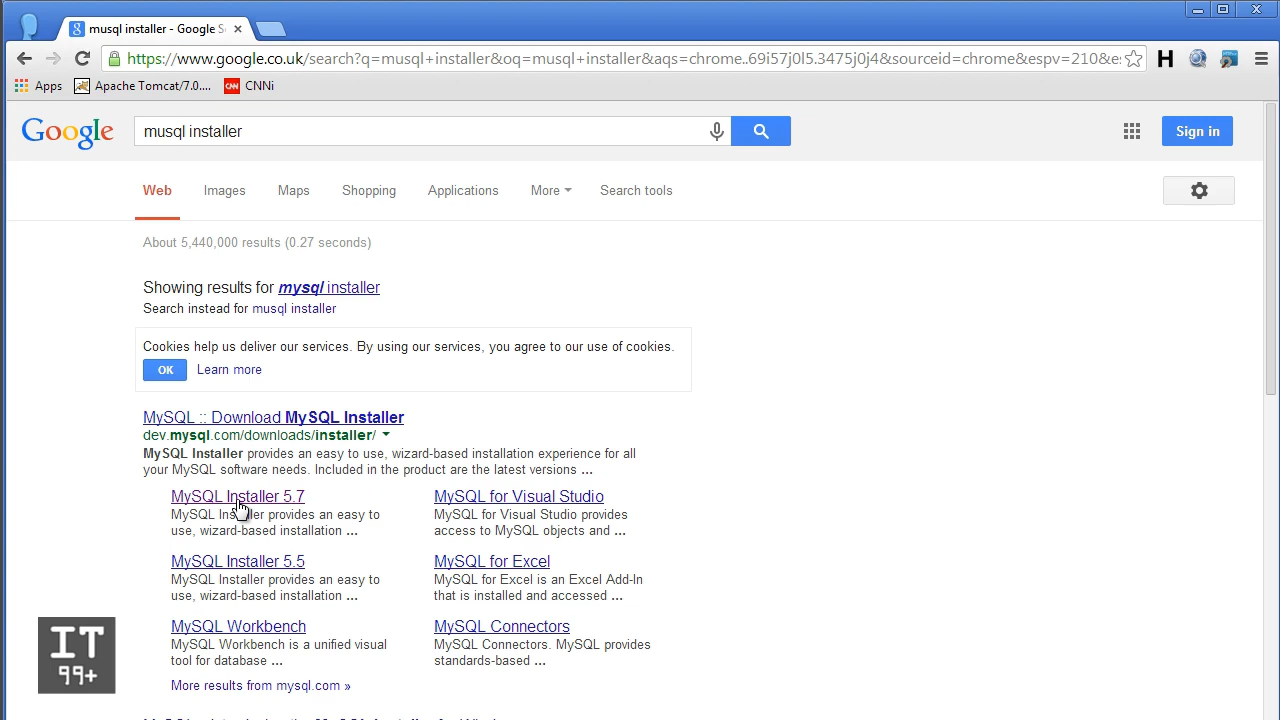 musql installer - Google S
https://www.google.co.uk/search?q=musql+installer&oq=musql+installer&aqs=chrome..69i57j0l5.3475j0j4&sourceid=chrome&espv=210&es
H
Apps Apache Tomcat/7.0.... CNN CNNi
Google musql installer Sign in
Web Images Maps Shopping Applications More Search tools
About 5,440,000 results (0.27 seconds)
Showing results for mysql installer
Search instead for musql installer
Cookies help us deliver our services. By using our services, you agree to our use of cookies.
OK Learn more
MySQL :: Download MySQL Installer
dev.mysql.com/downloads/installer/
MySQL Installer provides an easy to use, wizard-based installation experience for all
your MySQL software needs. Included in the product are the latest versions ...
MySQL Installer 5.7
MySQL Installer provides an easy to
use, wizard-based installation ...
MySQL for Visual Studio
MySQL for Visual Studio provides
access to MySQL objects and ...
MySQL Installer 5.5
MySQL Installer provides an easy to
use, wizard-based installation ...
MySQL for Excel
MySQL for Excel is an Excel Add-In
that is installed and accessed ...
MySQL Workbench
MySQL Workbench is a unified visual
tool for database ...
MySQL Connectors
MySQL Connectors. MySQL provides
standards-based ...
More results from mysql.com »
IT
99+